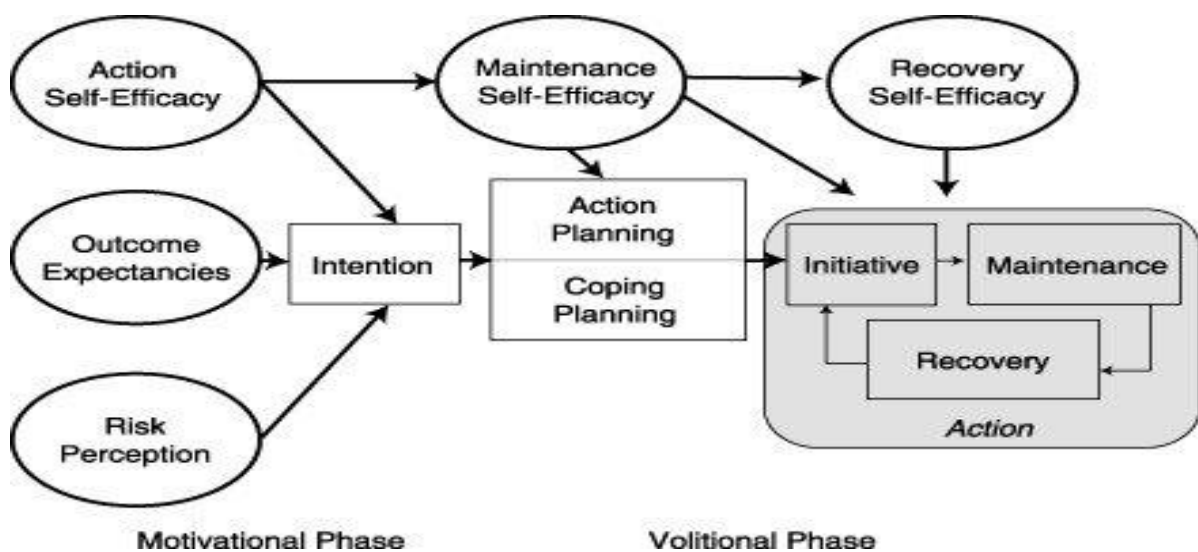 Action
Self-Efficacy
Maintenance
Self-Efficacy
Recovery
Self-Efficacy
Outcome
Expectancies
Intention
Action
Planning
Coping
Planning
Initiative
Maintenance
Recovery
Action
Risk
Perception
Motivational Phase
Volitional Phase